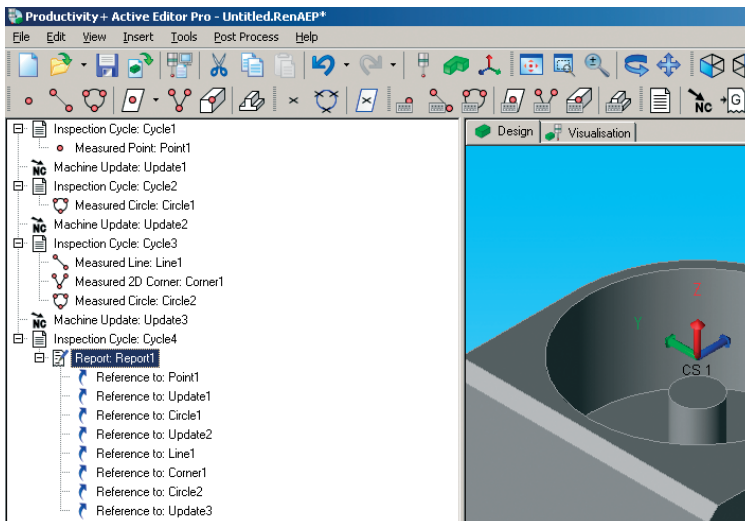 Productivity+ Active Editor Pro - Untitled.RenAEP*
File Edit View Insert Tools Post Process Help
NC G
Design Visualisation
Inspection Cycle: Cycle1
Measured Point: Point1
NC Machine Update: Update1
Inspection Cycle: Cycle2
Measured Circle: Circle1
NC Machine Update: Update2
Inspection Cycle: Cycle3
Measured Line: Line1
Measured 2D Corner: Corner1
Measured Circle: Circle2
NC Machine Update: Update3
Inspection Cycle: Cycle4
Report: Report1
Reference to: Point1
Reference to: Update1
Reference to: Circle1
Reference to: Update2
Reference to: Line1
Reference to: Corner1
Reference to: Circle2
Reference to: Update3
Z
Y
CS 1